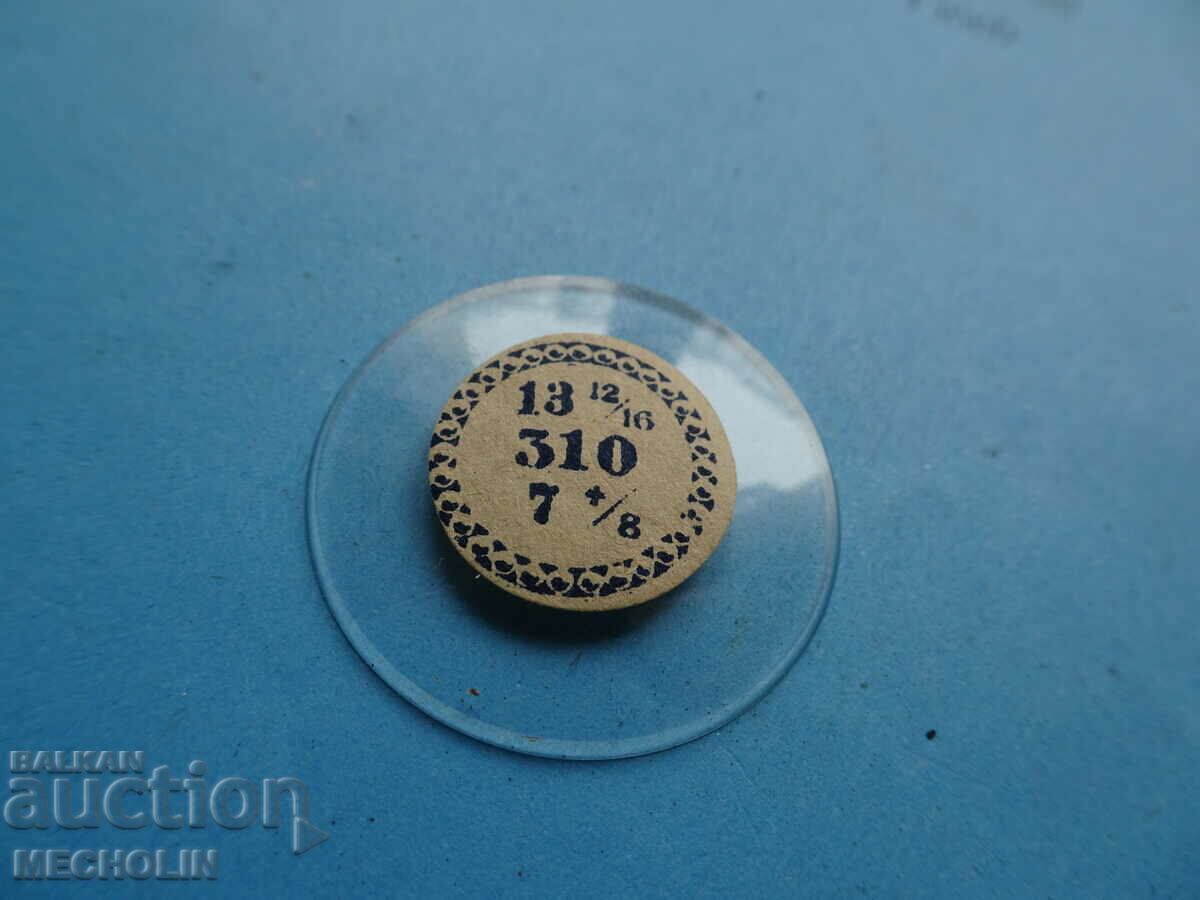 13 12/16
310
7 +/8
BALKAN
auction
MECHOLIN